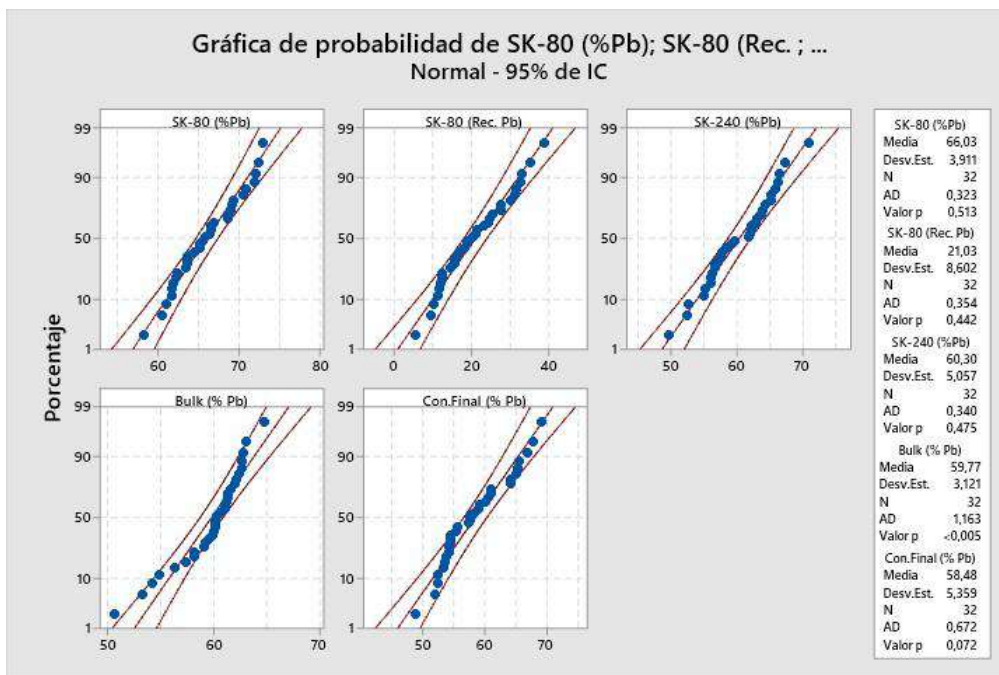 Gráfica de probabilidad de SK-80 (%Pb); SK-80 (Rec. ; ...
Normal - 95% de IC
Porcentaje
SK-80 (%Pb)
99
90
50
10
1
60 70 80
SK-80 (Rec. Pb)
0 20 40
SK-240 (%Pb)
50 60 70
Bulk (% Pb)
99
90
50
10
1
50 60 70
Con.Final (% Pb)
50 60 70
SK-80 (%Pb)
Media 66,03
Desv.Est. 3,911
N 32
AD 0,323
Valor p 0,513
SK-80 (Rec. Pb)
Media 21,03
Desv.Est. 8,602
N 32
AD 0,354
Valor p 0,442
SK-240 (%Pb)
Media 60,30
Desv.Est. 5,057
N 32
AD 0,340
Valor p 0,475
Bulk (% Pb)
Media 59,77
Desv.Est. 3,121
N 32
AD 1,163
Valor p <0,005
Con.Final (% Pb)
Media 58,48
Desv.Est. 5,359
N 32
AD 0,672
Valor p 0,072